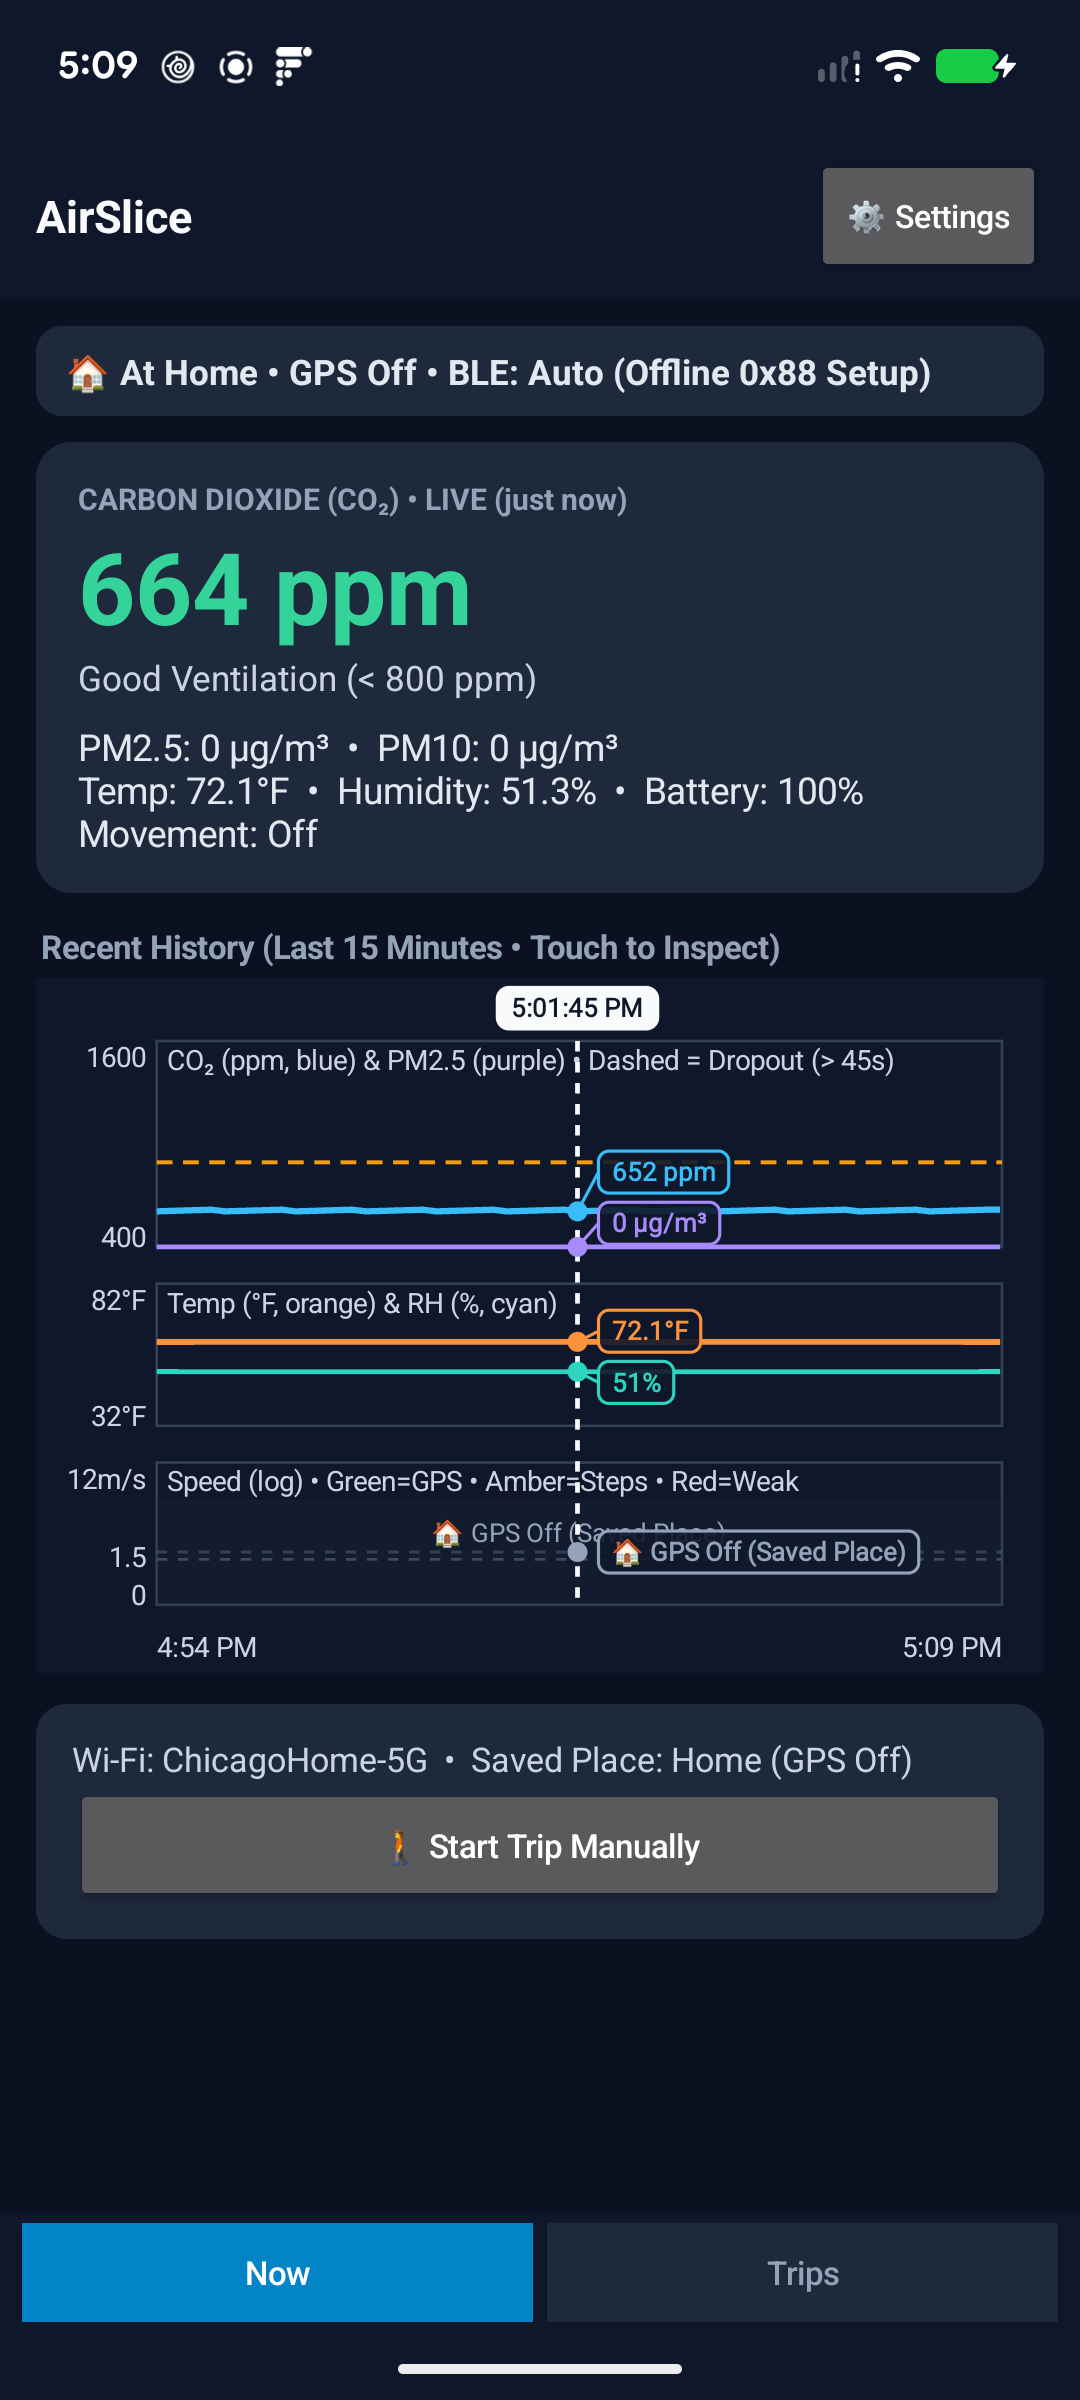 5:09
AirSlice
⚙️ Settings
🏠 At Home • GPS Off • BLE: Auto (Offline 0x88 Setup)
CARBON DIOXIDE (CO₂) • LIVE (just now)
664 ppm
Good Ventilation (< 800 ppm)
PM2.5: 0 µg/m³ • PM10: 0 µg/m³
Temp: 72.1°F • Humidity: 51.3% • Battery: 100%
Movement: Off
Recent History (Last 15 Minutes • Touch to Inspect)
5:01:45 PM
1600
CO₂ (ppm, blue) & PM2.5 (purple) • Dashed = Dropout (> 45s)
652 ppm
0 µg/m³
400
82°F
Temp (°F, orange) & RH (%, cyan)
72.1°F
51%
32°F
12m/s
Speed (log) • Green=GPS • Amber=Steps • Red=Weak
🏠 GPS Off (Saved Place)
🏠 GPS Off (Saved Place)
1.5
0
4:54 PM
5:09 PM
Wi-Fi: ChicagoHome-5G • Saved Place: Home (GPS Off)
🚶 Start Trip Manually
Now
Trips